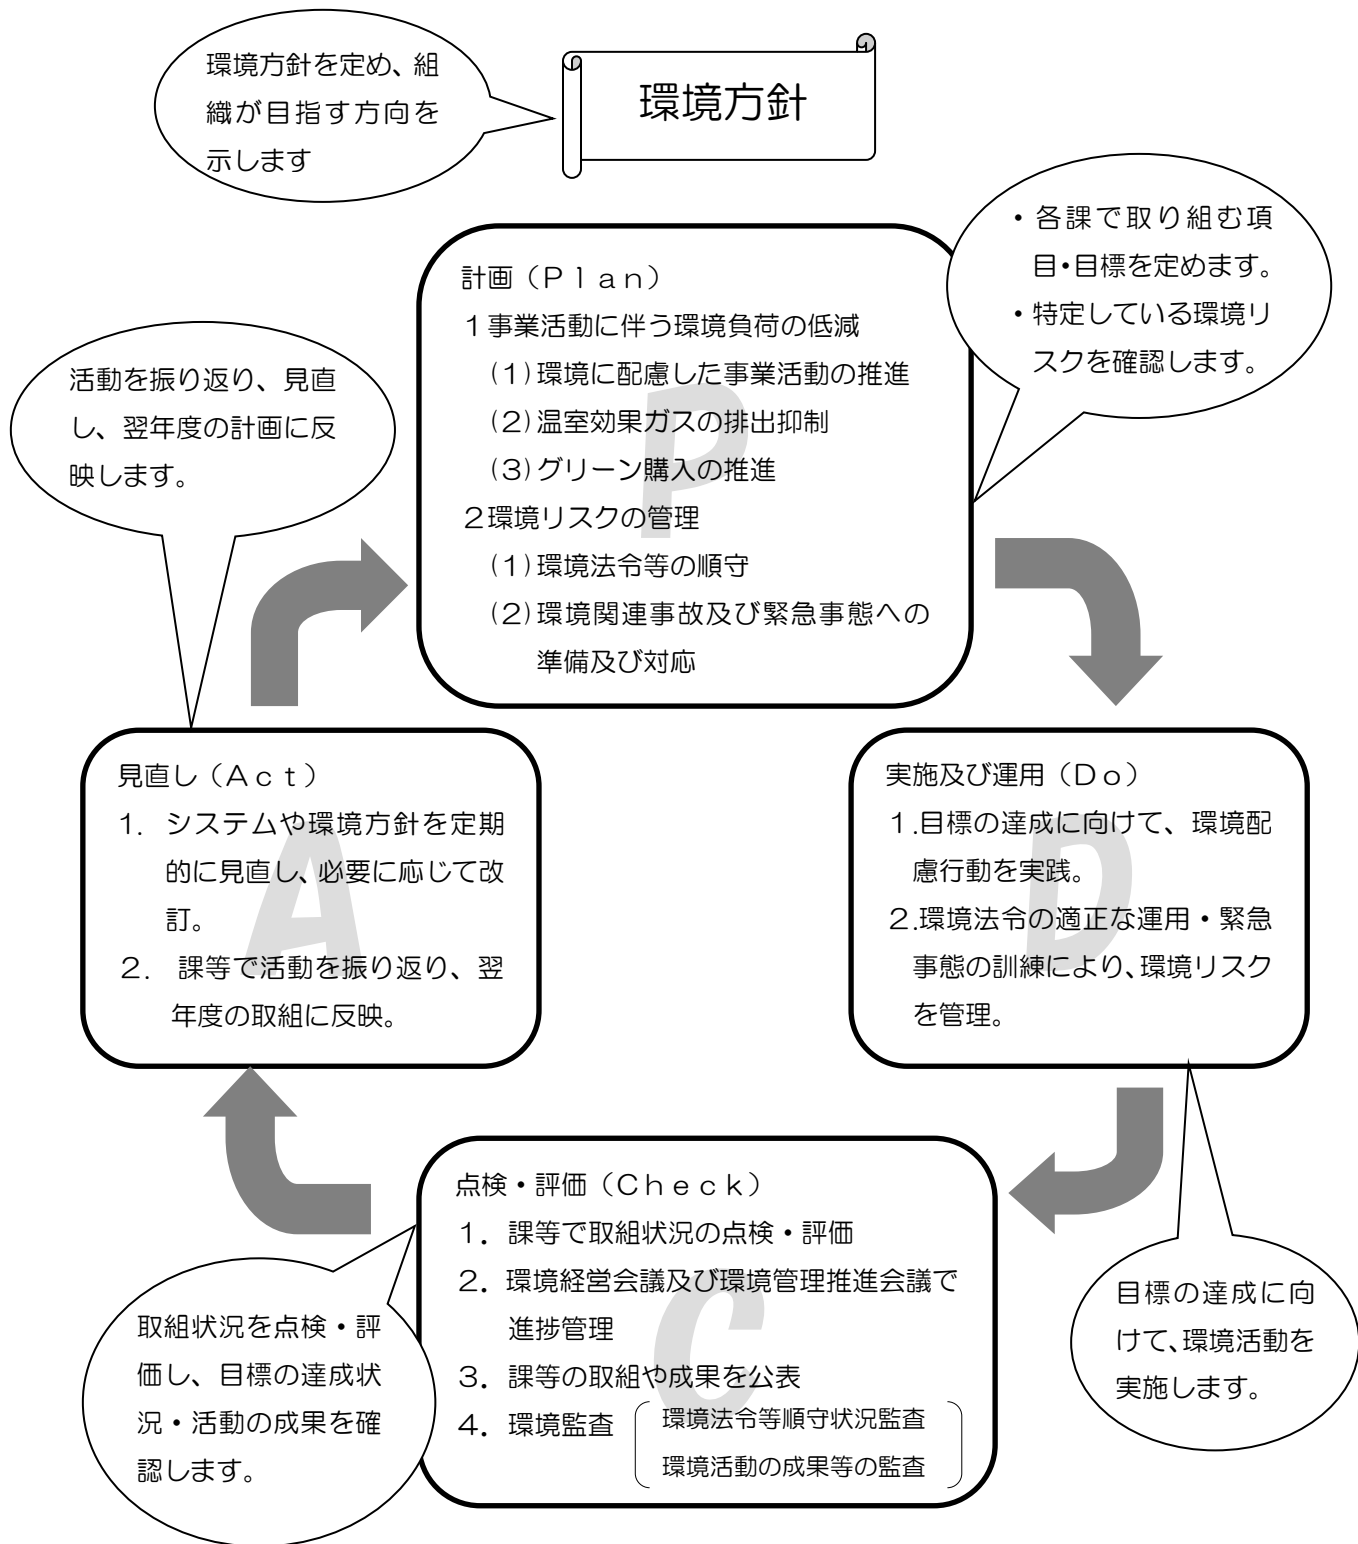 環境方針を定め、組
織が目指す方向を
示します
環境方針
・各課で取り組む項
目・目標を定めます。
・特定している環境リ
スクを確認します。
計画（Ｐｌａｎ）
１事業活動に伴う環境負荷の低減
(１)環境に配慮した事業活動の推進
(２)温室効果ガスの排出抑制
(３)グリーン購入の推進
２環境リスクの管理
(１)環境法令等の順守
(２)環境関連事故及び緊急事態への
準備及び対応
P
活動を振り返り、見直
し、翌年度の計画に反
映します。
見直し（Ａｃｔ）
１．システムや環境方針を定期
的に見直し、必要に応じて改
訂。
２．課等で活動を振り返り、翌
年度の取組に反映。
A
実施及び運用（Ｄｏ）
１.目標の達成に向けて、環境配
慮行動を実践。
２.環境法令の適正な運用・緊急
事態の訓練により、環境リスク
を管理。
D
点検・評価（Ｃｈｅｃｋ）
１．課等で取組状況の点検・評価
２．環境経営会議及び環境管理推進会議で
進捗管理
３．課等の取組や成果を公表
４．環境監査
環境法令等順守状況監査
環境活動の成果等の監査
C
取組状況を点検・評
価し、目標の達成状
況・活動の成果を確
認します。
目標の達成に向
けて、環境活動を
実施します。